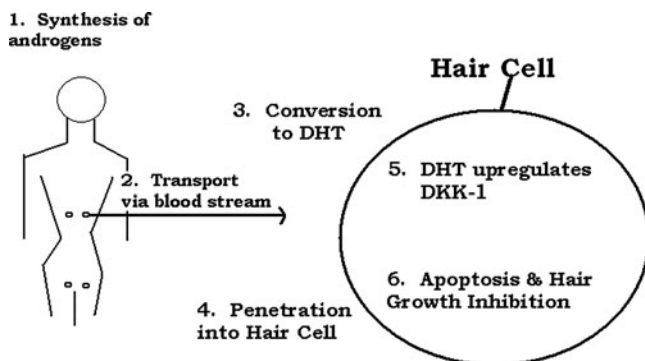 1. Synthesis of
androgens
Hair Cell
3. Conversion
to DHT
2. Transport
via blood stream
5. DHT upregulates
DKK-1
4. Penetration
into Hair Cell
6. Apoptosis & Hair
Growth Inhibition